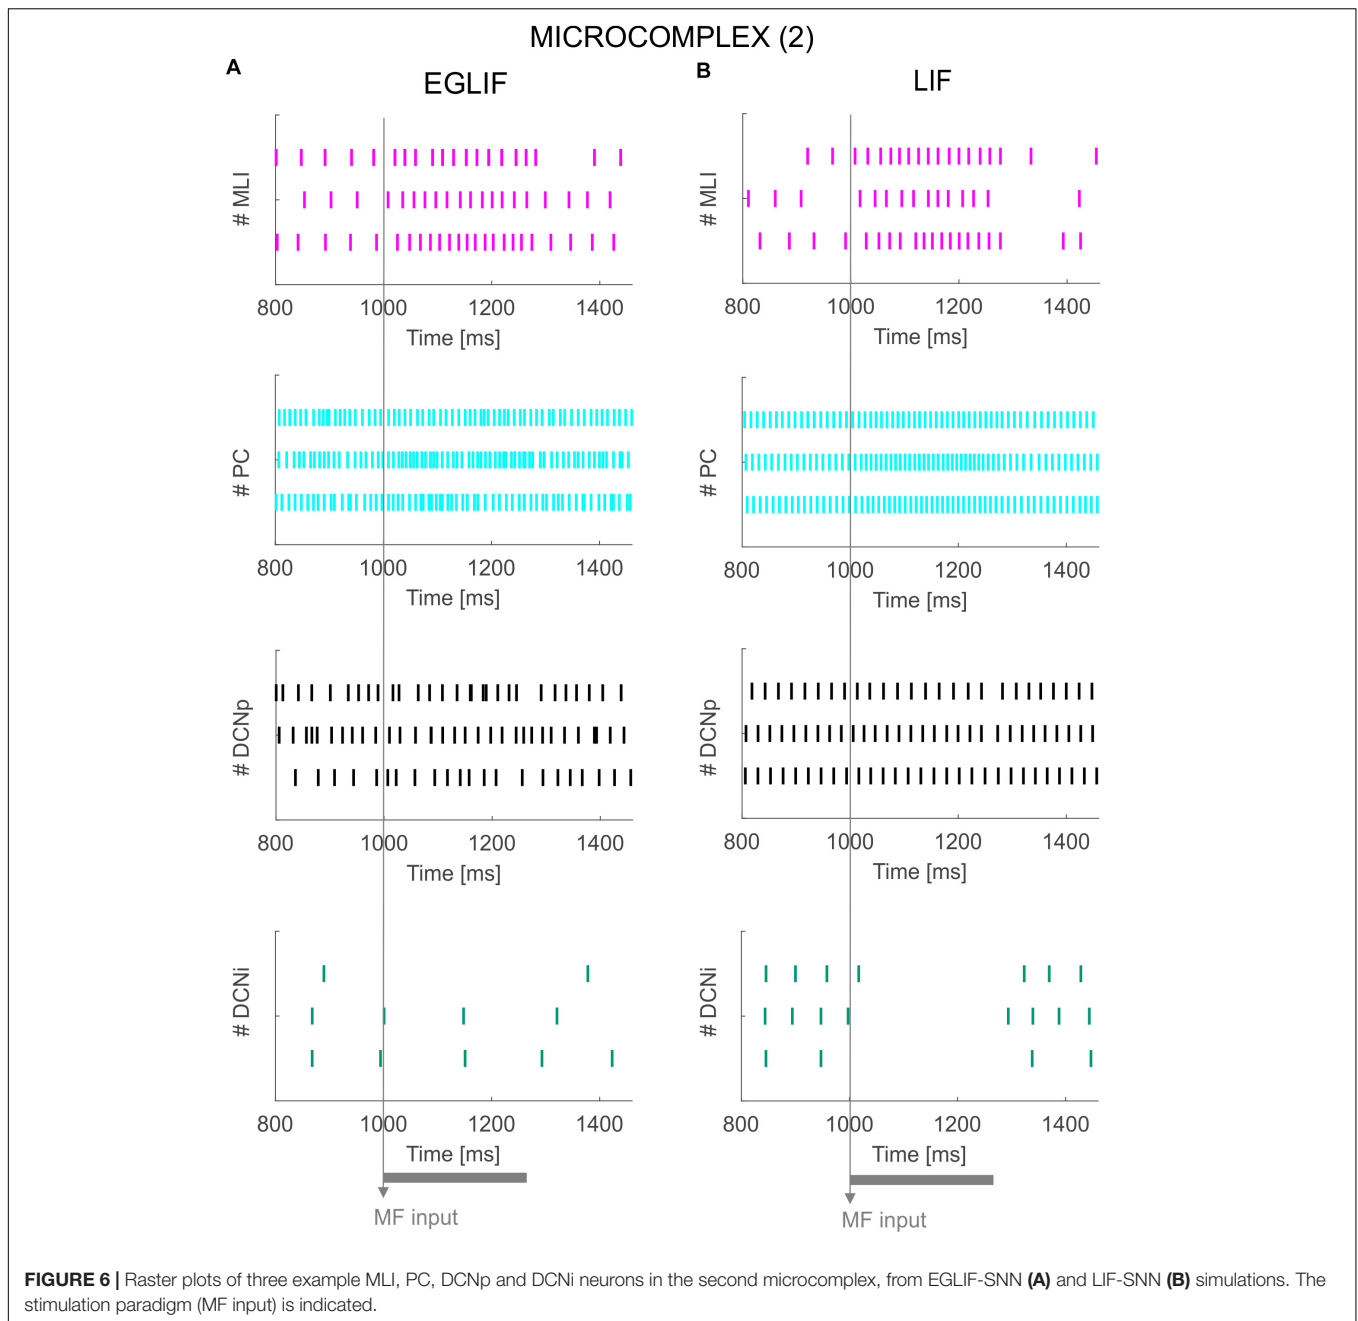 MICROCOMPLEX (2)
A
EGLIF
# MLI
800 1000 1200 1400
Time [ms]
# PC
800 1000 1200 1400
Time [ms]
# DCNp
800 1000 1200 1400
Time [ms]
# DCNi
800 1000 1200 1400
Time [ms]
MF input
B
LIF
# MLI
800 1000 1200 1400
Time [ms]
# PC
800 1000 1200 1400
Time [ms]
# DCNp
800 1000 1200 1400
Time [ms]
# DCNi
800 1000 1200 1400
Time [ms]
MF input
FIGURE 6 | Raster plots of three example MLI, PC, DCNp and DCNi neurons in the second microcomplex, from EGLIF-SNN (A) and LIF-SNN (B) simulations. The
stimulation paradigm (MF input) is indicated.